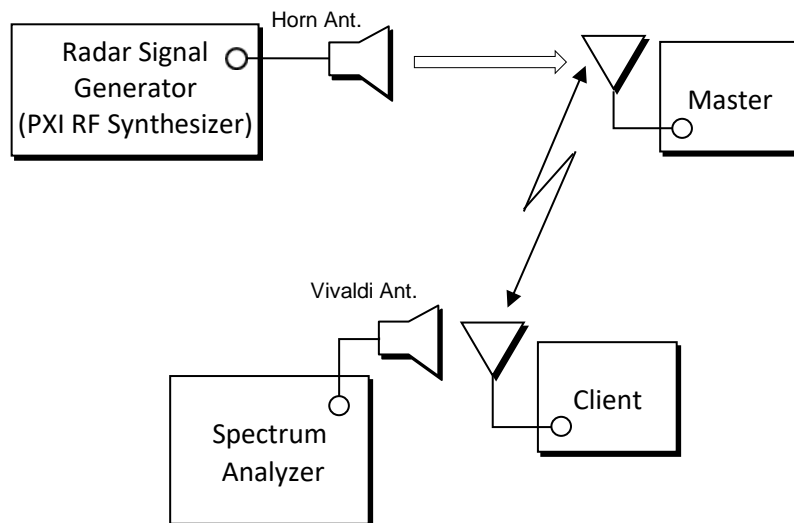 Horn Ant.
Radar Signal
Generator
(PXI RF Synthesizer)
Master
Vivaldi Ant.
Client
Spectrum
Analyzer